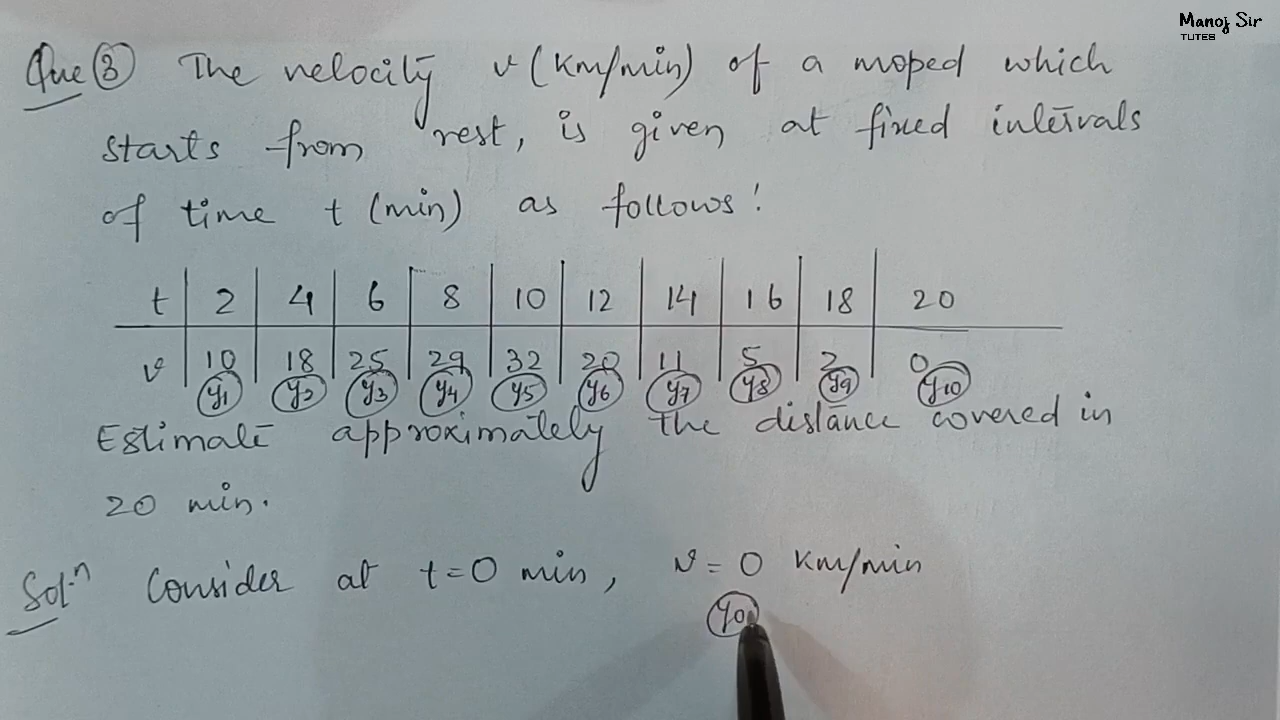 Manoj Sir
TUTES
Que ③ The velocity v (Km/min) of a moped which
starts from rest, is given at fixed intervals
of time t (min) as follows:
t 2 4 6 8 10 12 14 16 18 20
v 10 18 25 29 32 20 11 5 2 0
y1 y2 y3 y4 y5 y6 y7 y8 y9 y10
Estimate approximately the distance covered in
20 min.
Sol.n Consider at t=0 min, v = 0 Km/min
y0